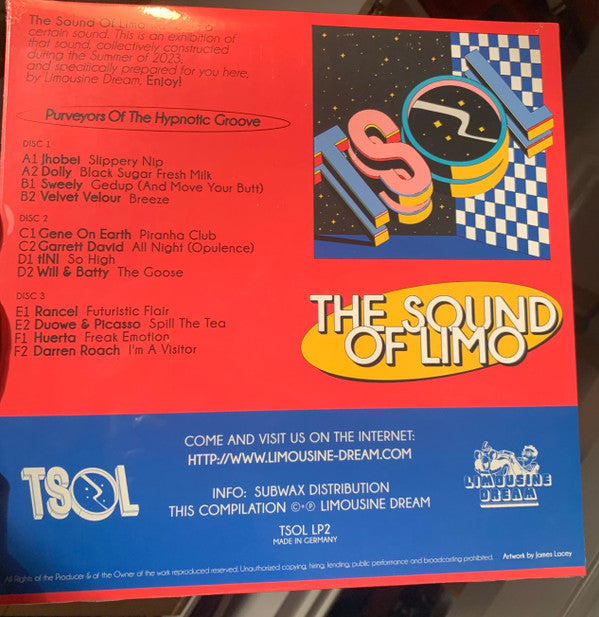 The Sound Of Limo
certain sound. This is an exhibition of
that sound, collectively constructed
during the Summer of 2023.
and specifically prepared for you here,
by Limousine Dream, Enjoy!
Purveyors Of The Hypnotic Groove
DISC 1
A1 Jhobei Slippery Nip
A2 Dolly Black Sugar Fresh Milk
B1 Sweely Gedup (And Move Your Butt)
B2 Velvet Velour Breeze
DISC 2
C1 Gene On Earth Piranha Club
C2 Garrett David All Night (Opulence)
D1 tINI So High
D2 Will & Batty The Goose
DISC 3
E1 Rancel Futuristic Flair
E2 Duowe & Picasso Spill The Tea
F1 Huerta Freak Emotion
F2 Darren Roach I'm A Visitor
TSOL
THE SOUND
OF LIMO
TSOL
COME AND VISIT US ON THE INTERNET:
HTTP://WWW.LIMOUSINE-DREAM.COM
INFO: SUBWAX DISTRIBUTION
THIS COMPILATION ©+℗ LIMOUSINE DREAM
TSOL LP2
MADE IN GERMANY
LIMOUSINE
DREAM
All Rights of the Producer & of the Owner of the work reproduced reserved. Unauthorized copying, hiring, lending, public performance and broadcasting prohibited.
Artwork by James Lacey